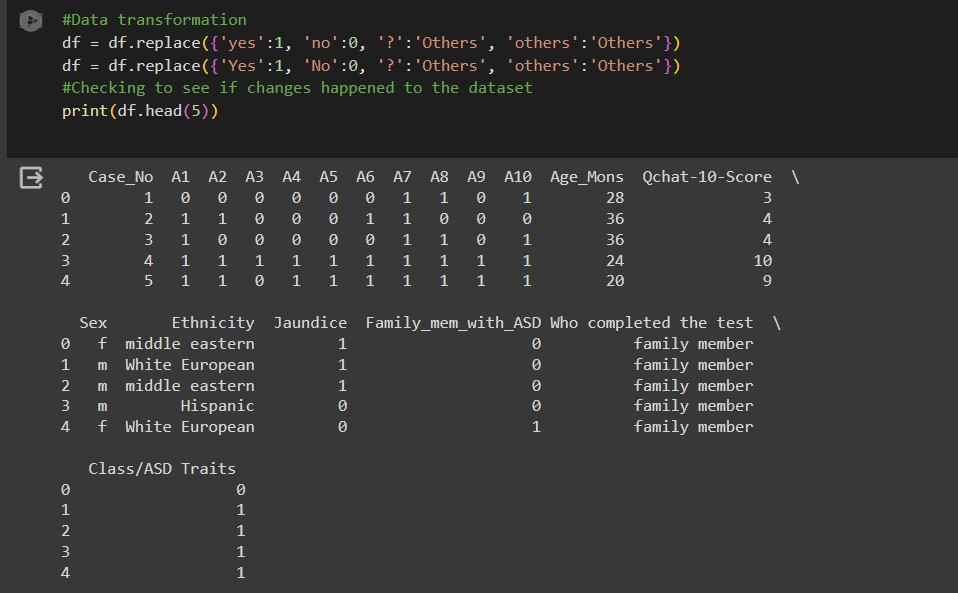 #Data transformation
df = df.replace({'yes':1, 'no':0, '?':'Others', 'others':'Others'})
df = df.replace({'Yes':1, 'No':0, '?':'Others', 'others':'Others'})
#Checking to see if changes happened to the dataset
print(df.head(5))
Case_No A1 A2 A3 A4 A5 A6 A7 A8 A9 A10 Age_Mons Qchat-10-Score \
0 1 0 0 0 0 0 0 1 1 0 1 28 3
1 2 1 1 0 0 0 1 1 0 0 0 36 4
2 3 1 0 0 0 0 0 1 1 0 1 36 4
3 4 1 1 1 1 1 1 1 1 1 1 24 10
4 5 1 1 0 1 1 1 1 1 1 1 20 9
Sex Ethnicity Jaundice Family_mem_with_ASD Who completed the test \
0 f middle eastern 1 0 family member
1 m White European 1 0 family member
2 m middle eastern 1 0 family member
3 m Hispanic 0 0 family member
4 f White European 0 1 family member
Class/ASD Traits
0 0
1 1
2 1
3 1
4 1